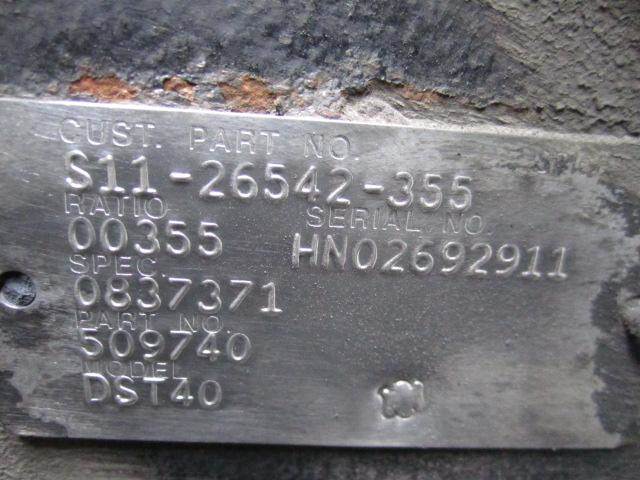 CUST. PART NO.
S11-26542-355
RATIO SERIAL NO.
00355 HN02692911
SPEC.
0837371
PART NO.
509740
MODEL
DST40